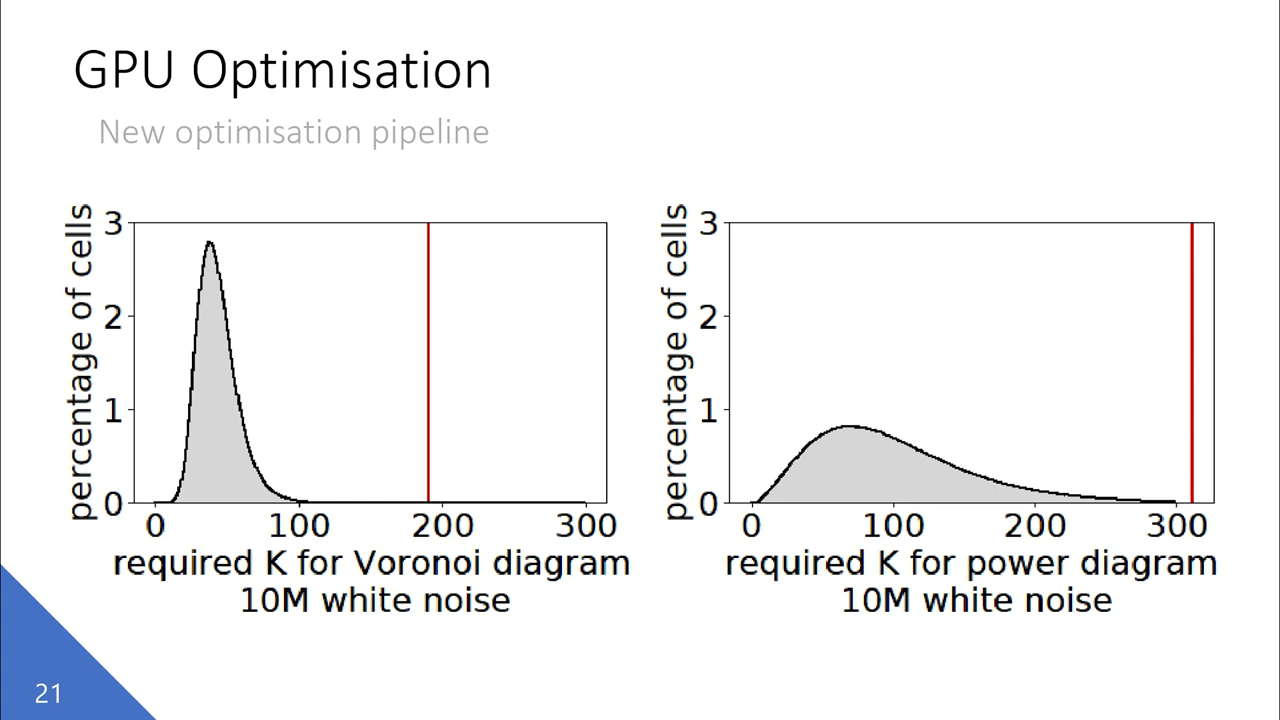 GPU Optimisation
New optimisation pipeline
percentage of cells
3
2
1
0
0 100 200 300
required K for Voronoi diagram
10M white noise
percentage of cells
3
2
1
0
0 100 200 300
required K for power diagram
10M white noise
21